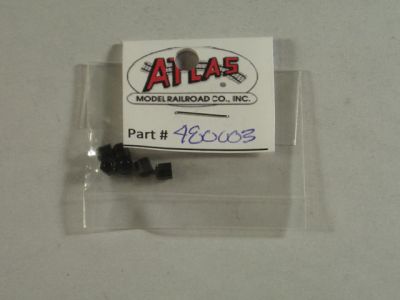 ATLAS
MODEL RAILROAD CO., INC.
Part # 480003